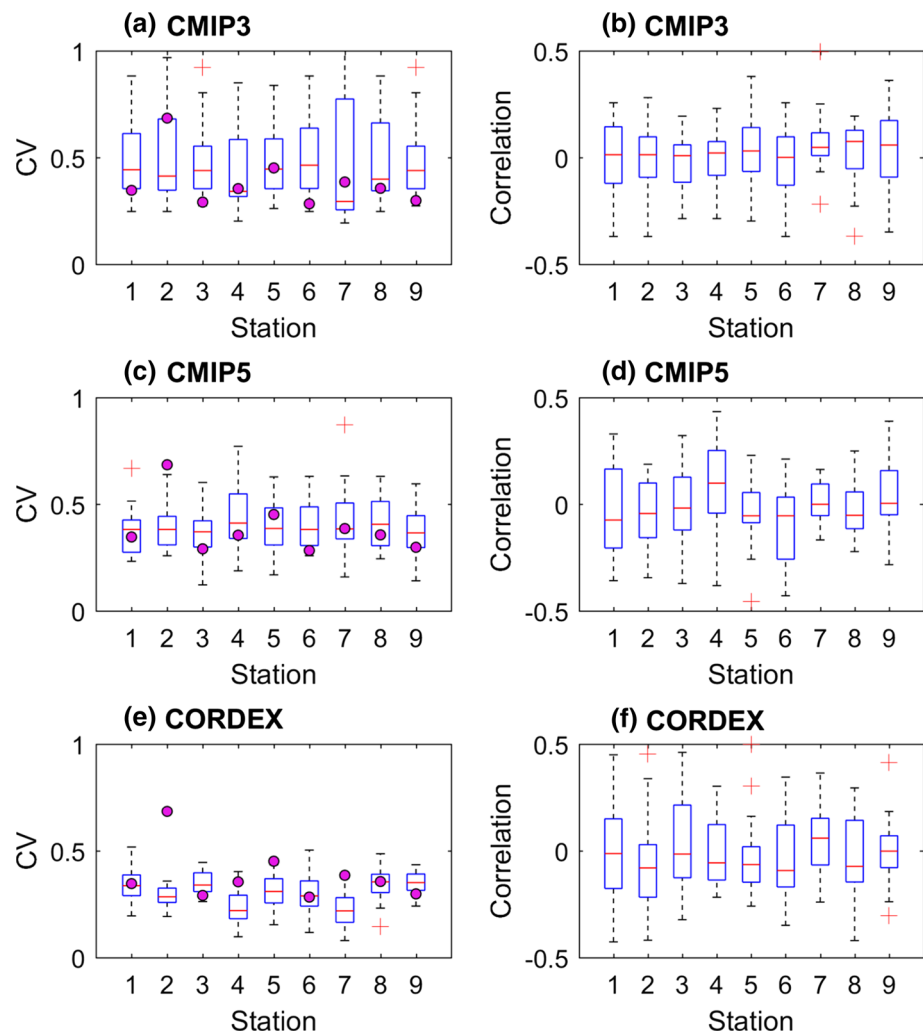 (a) CMIP3
1
0.5
0
CV
1 2 3 4 5 6 7 8 9
Station
(b) CMIP3
0.5
0
-0.5
Correlation
1 2 3 4 5 6 7 8 9
Station
(c) CMIP5
1
0.5
0
CV
1 2 3 4 5 6 7 8 9
Station
(d) CMIP5
0.5
0
-0.5
Correlation
1 2 3 4 5 6 7 8 9
Station
(e) CORDEX
1
0.5
0
CV
1 2 3 4 5 6 7 8 9
Station
(f) CORDEX
0.5
0
-0.5
Correlation
1 2 3 4 5 6 7 8 9
Station